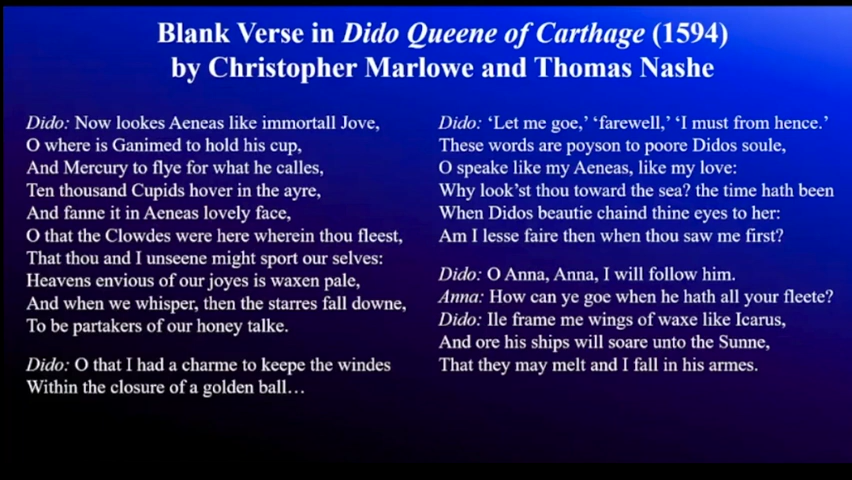 Blank Verse in Dido Queene of Carthage (1594)
by Christopher Marlowe and Thomas Nashe
Dido: Now lookes Aeneas like immortall Jove,
O where is Ganimed to hold his cup,
And Mercury to flye for what he calles,
Ten thousand Cupids hover in the ayre,
And fanne it in Aeneas lovely face,
O that the Clowdes were here wherein thou fleest,
That thou and I unseene might sport our selves:
Heavens envious of our joyes is waxen pale,
And when we whisper, then the starres fall downe,
To be partakers of our honey talke.
Dido: O that I had a charme to keepe the windes
Within the closure of a golden ball…
Dido: ‘Let me goe,’ ‘farewell,’ ‘I must from hence.’
These words are poyson to poore Didos soule,
O speake like my Aeneas, like my love:
Why look’st thou toward the sea? the time hath been
When Didos beautie chaind thine eyes to her:
Am I lesse faire then when thou saw me first?
Dido: O Anna, Anna, I will follow him.
Anna: How can ye goe when he hath all your fleete?
Dido: Ile frame me wings of waxe like Icarus,
And ore his ships will soare unto the Sunne,
That they may melt and I fall in his armes.